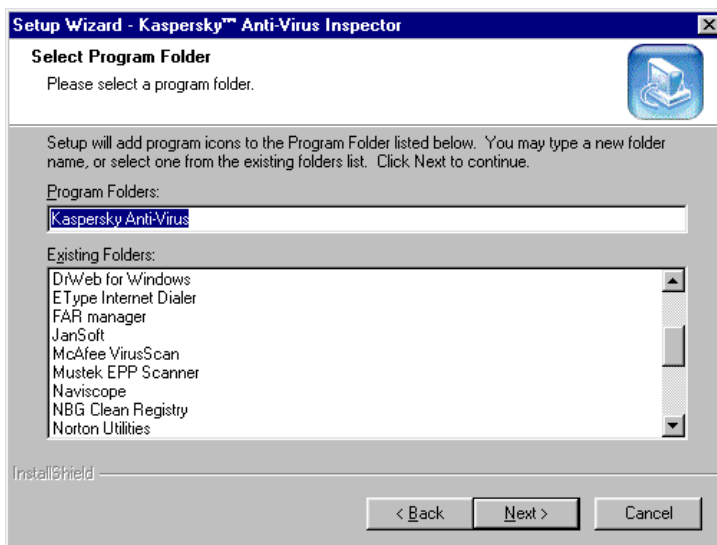 Setup Wizard - Kaspersky™ Anti-Virus Inspector
Select Program Folder
Please select a program folder.
Setup will add program icons to the Program Folder listed below. You may type a new folder
name, or select one from the existing folders list. Click Next to continue.
Program Folders:
Kaspersky Anti-Virus
Existing Folders:
DrWeb for Windows
EType Internet Dialer
FAR manager
JanSoft
McAfee VirusScan
Mustek EPP Scanner
Naviscope
NBG Clean Registry
Norton Utilities
InstallShield
< Back
Next >
Cancel